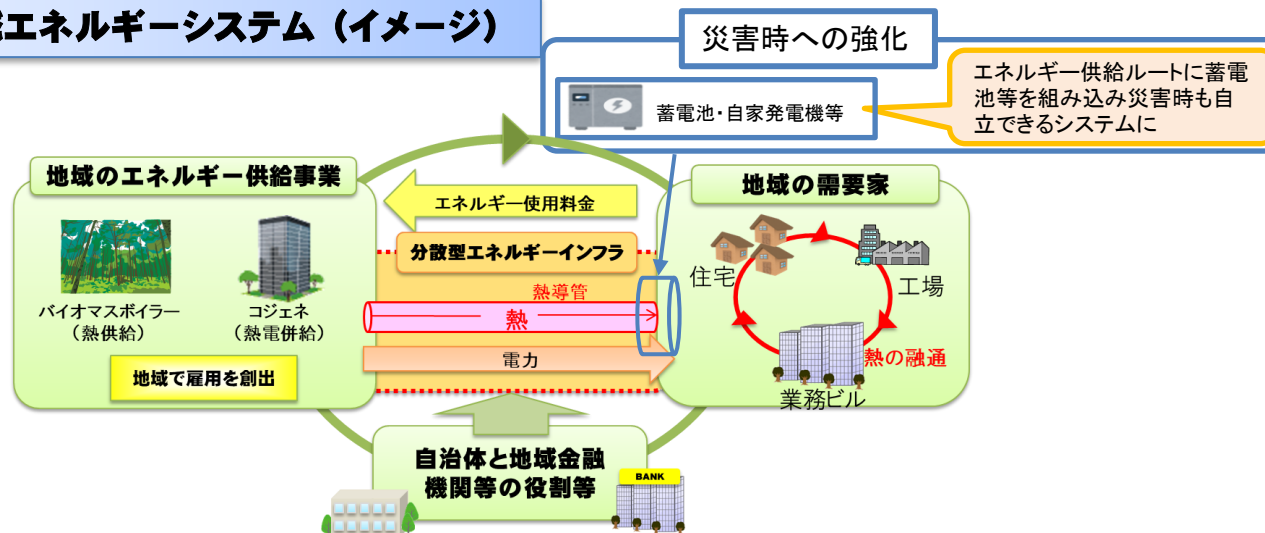 エネルギーシステム（イメージ）
災害時への強化
蓄電池・自家発電機等
エネルギー供給ルートに蓄電
池等を組み込み災害時も自
立できるシステムに
地域のエネルギー供給事業
バイオマスボイラー
（熱供給）
コジェネ
（熱電併給）
地域で雇用を創出
エネルギー使用料金
分散型エネルギーインフラ
熱導管
熱
電力
地域の需要家
住宅
工場
熱の融通
業務ビル
自治体と地域金融
機関等の役割等
BANK